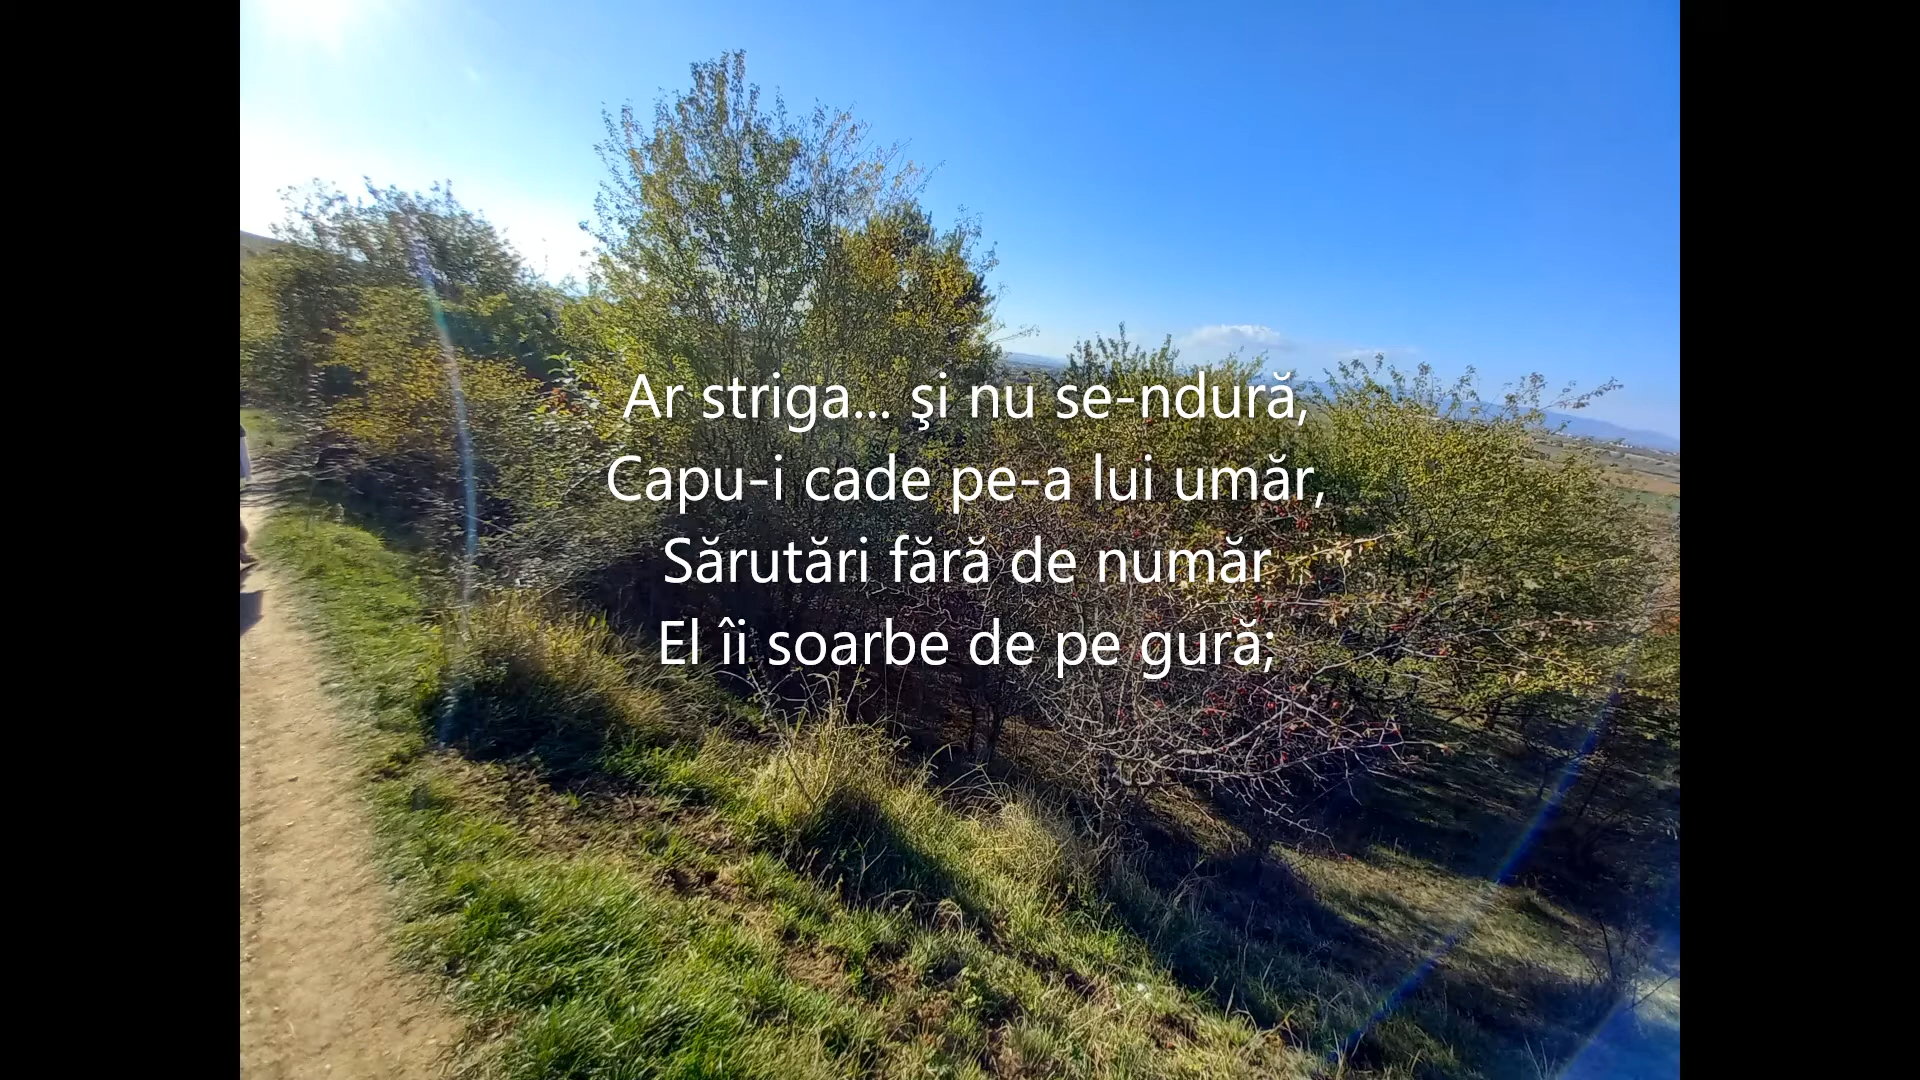 Ar striga... şi nu se-ndură,
Capu-i cade pe-a lui umăr,
Sărutări fără de număr
El îi soarbe de pe gură;